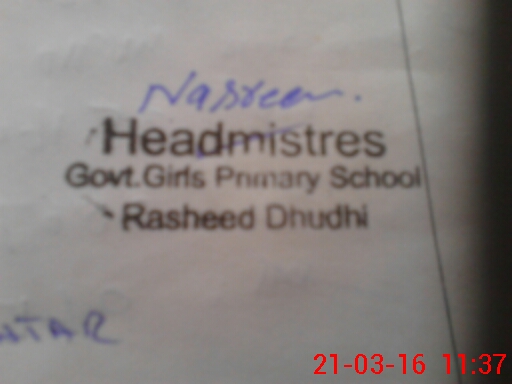 Nasreen.
Headmistres
Govt.Girls Primary School
Rasheed Dhudhi
21-03-16 11:37